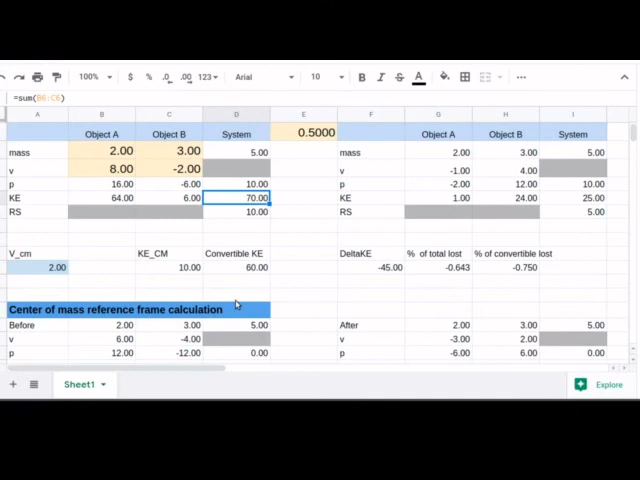 100% $ % .0 .00 123 Arial 10 B I S A
=sum(B6:C6)
A B C D E F G H I
Object A Object B System 0.5000 Object A Object B System
mass 2.00 3.00 5.00 mass 2.00 3.00 5.00
v 8.00 -2.00 v -1.00 4.00
p 16.00 -6.00 10.00 p -2.00 12.00 10.00
KE 64.00 6.00 70.00 KE 1.00 24.00 25.00
RS 10.00 RS 5.00
V_cm KE_CM Convertible KE DeltaKE % of total lost % of convertible lost
2.00 10.00 60.00 -45.00 -0.643 -0.750
Center of mass reference frame calculation
Before 2.00 3.00 5.00 After 2.00 3.00 5.00
v 6.00 -4.00 v -3.00 2.00
p 12.00 -12.00 0.00 p -6.00 6.00 0.00
Sheet1 Explore